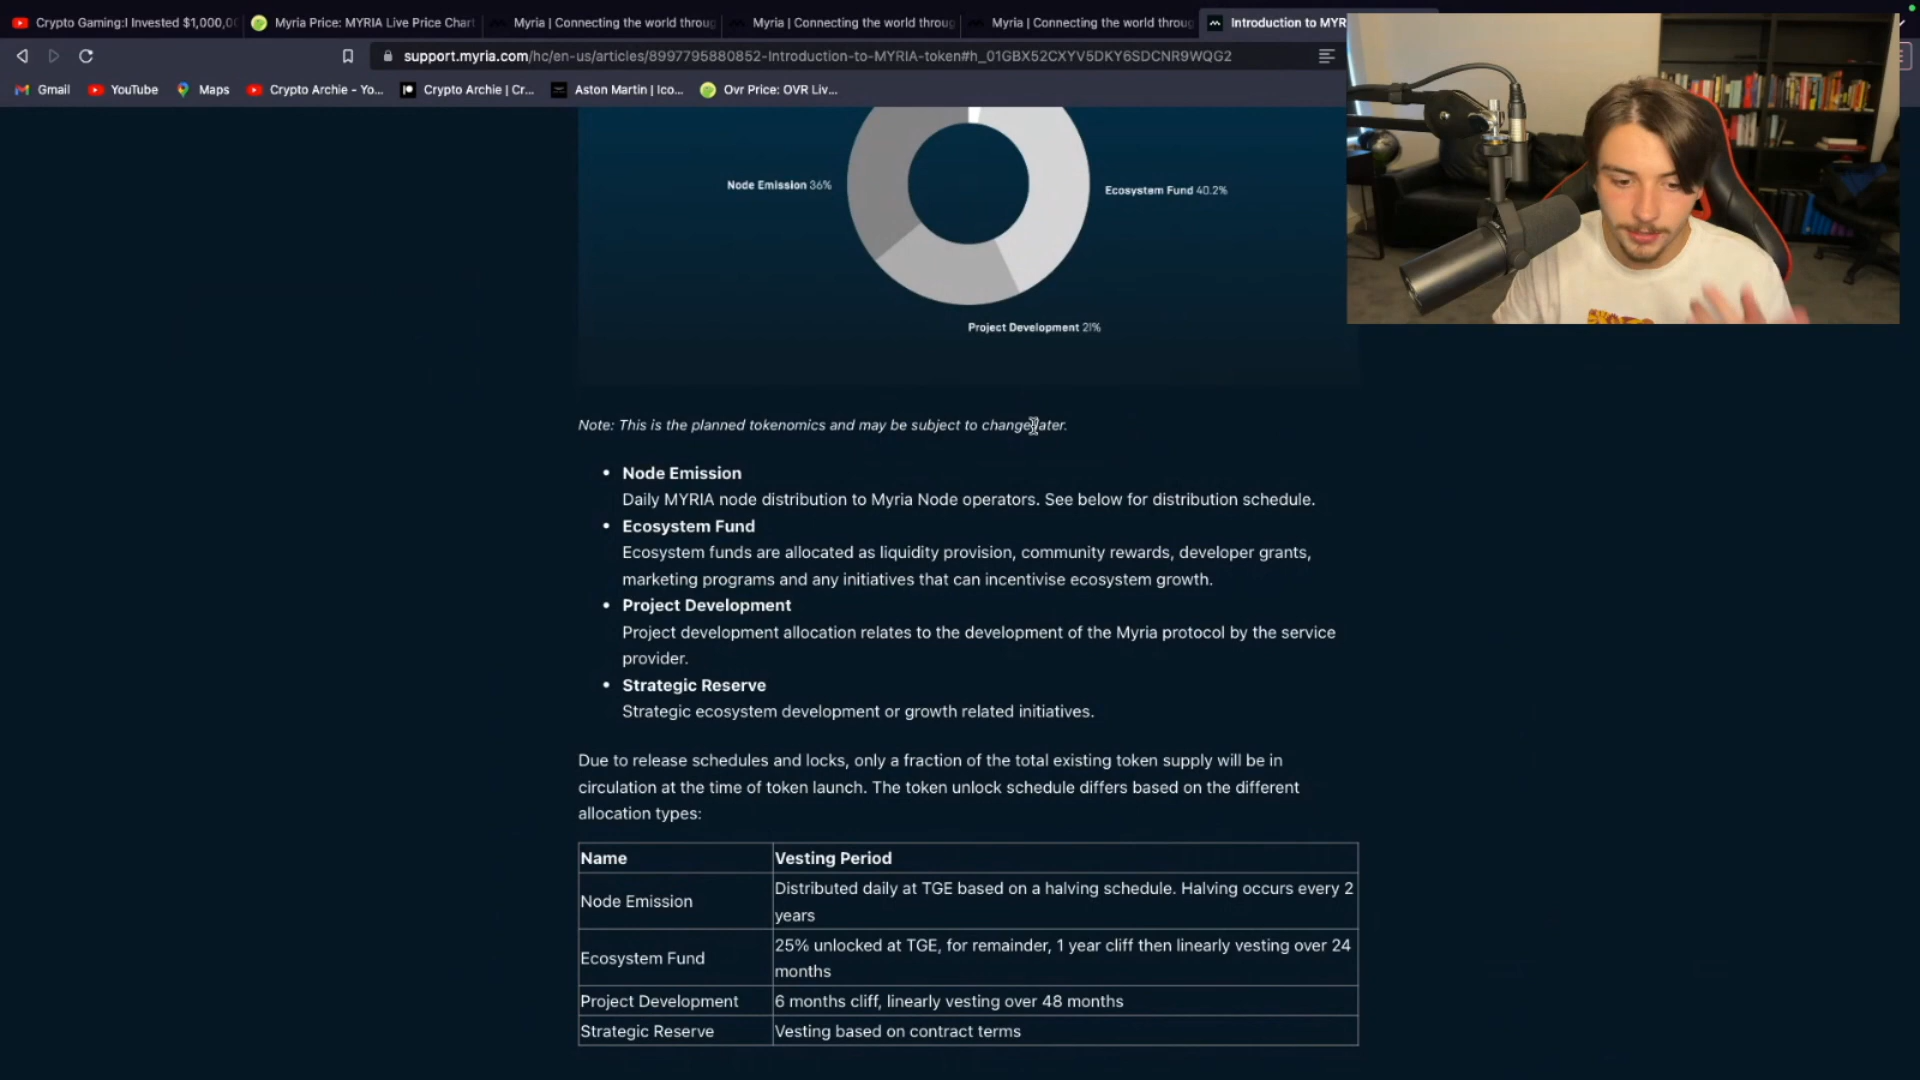 Crypto Gaming:I Invested $1,000,0
Myria Price: MYRIA Live Price Chart
Myria | Connecting the world throug
Myria | Connecting the world throug
Myria | Connecting the world throug
Introduction to MYR
support.myria.com/hc/en-us/articles/8997795880852-Introduction-to-MYRIA-token#h_01GBX52CXYV5DKY6SDCNR9WQG2
Gmail
YouTube
Maps
Crypto Archie - Yo...
Crypto Archie | Cr...
Aston Martin | Ico...
Ovr Price: OVR Liv...
Node Emission 36%
Ecosystem Fund 40.2%
Project Development 21%
Note: This is the planned tokenomics and may be subject to change later.
• Node Emission
Daily MYRIA node distribution to Myria Node operators. See below for distribution schedule.
• Ecosystem Fund
Ecosystem funds are allocated as liquidity provision, community rewards, developer grants,
marketing programs and any initiatives that can incentivise ecosystem growth.
• Project Development
Project development allocation relates to the development of the Myria protocol by the service
provider.
• Strategic Reserve
Strategic ecosystem development or growth related initiatives.
Due to release schedules and locks, only a fraction of the total existing token supply will be in
circulation at the time of token launch. The token unlock schedule differs based on the different
allocation types:
Name
Vesting Period
Node Emission
Distributed daily at TGE based on a halving schedule. Halving occurs every 2
years
Ecosystem Fund
25% unlocked at TGE, for remainder, 1 year cliff then linearly vesting over 24
months
Project Development
6 months cliff, linearly vesting over 48 months
Strategic Reserve
Vesting based on contract terms